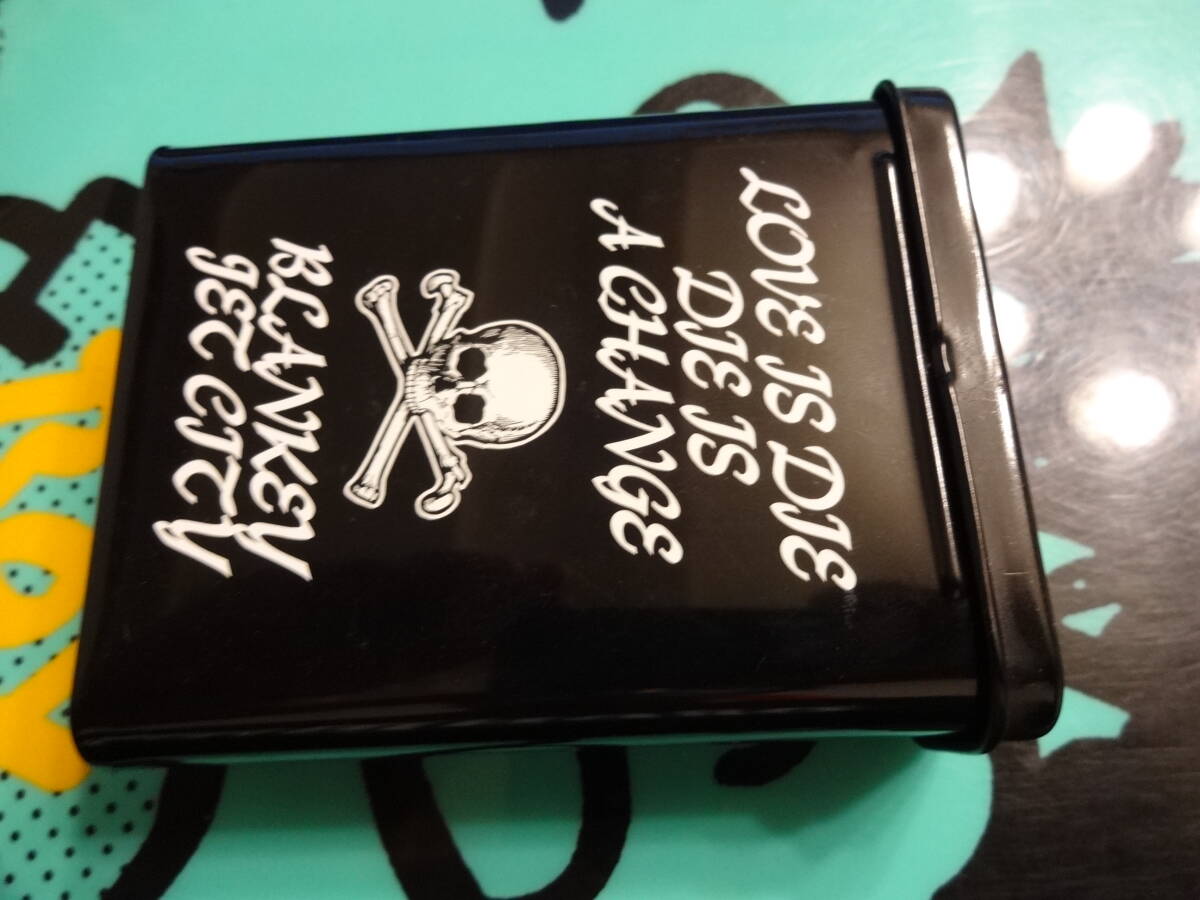 LOVE IS DIE
DIE IS
A CHANGE
BLANKEY
JET CITY